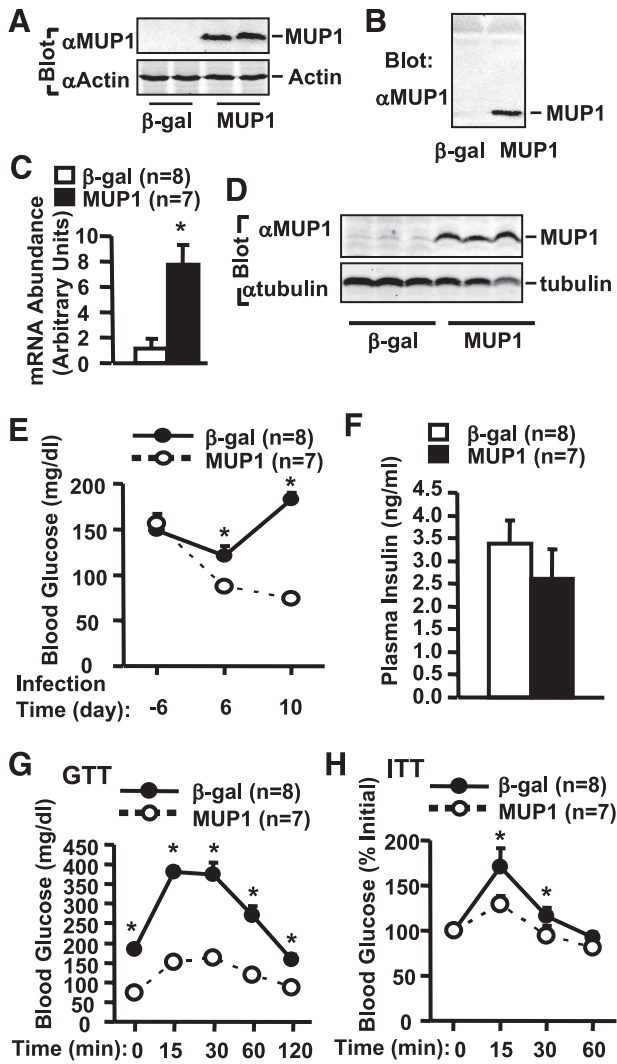 A
Blot
αMUP1
MUP1
αActin
Actin
β-gal MUP1
B
Blot:
αMUP1
MUP1
β-gal MUP1
C
β-gal (n=8)
MUP1 (n=7)
mRNA Abundance
(Arbitrary Units)
*
10
8
6
4
2
0
D
Blot
αMUP1
MUP1
αtubulin
tubulin
β-gal MUP1
E
β-gal (n=8)
MUP1 (n=7)
Blood Glucose (mg/dl)
200
150
100
50
0
* *
Infection
Time (day): -6 6 10
F
β-gal (n=8)
MUP1 (n=7)
Plasma Insulin (ng/ml)
4.5
4.0
3.5
3.0
2.5
2.0
1.5
1.0
0.5
0.0
G GTT
β-gal (n=8)
MUP1 (n=7)
Blood Glucose (mg/dl)
450
400
350
300
250
200
150
100
50
0
* * * * *
Time (min): 0 15 30 60 120
H ITT
β-gal (n=8)
MUP1 (n=7)
Blood Glucose (% Initial)
200
150
100
50
0
* *
Time (min): 0 15 30 60